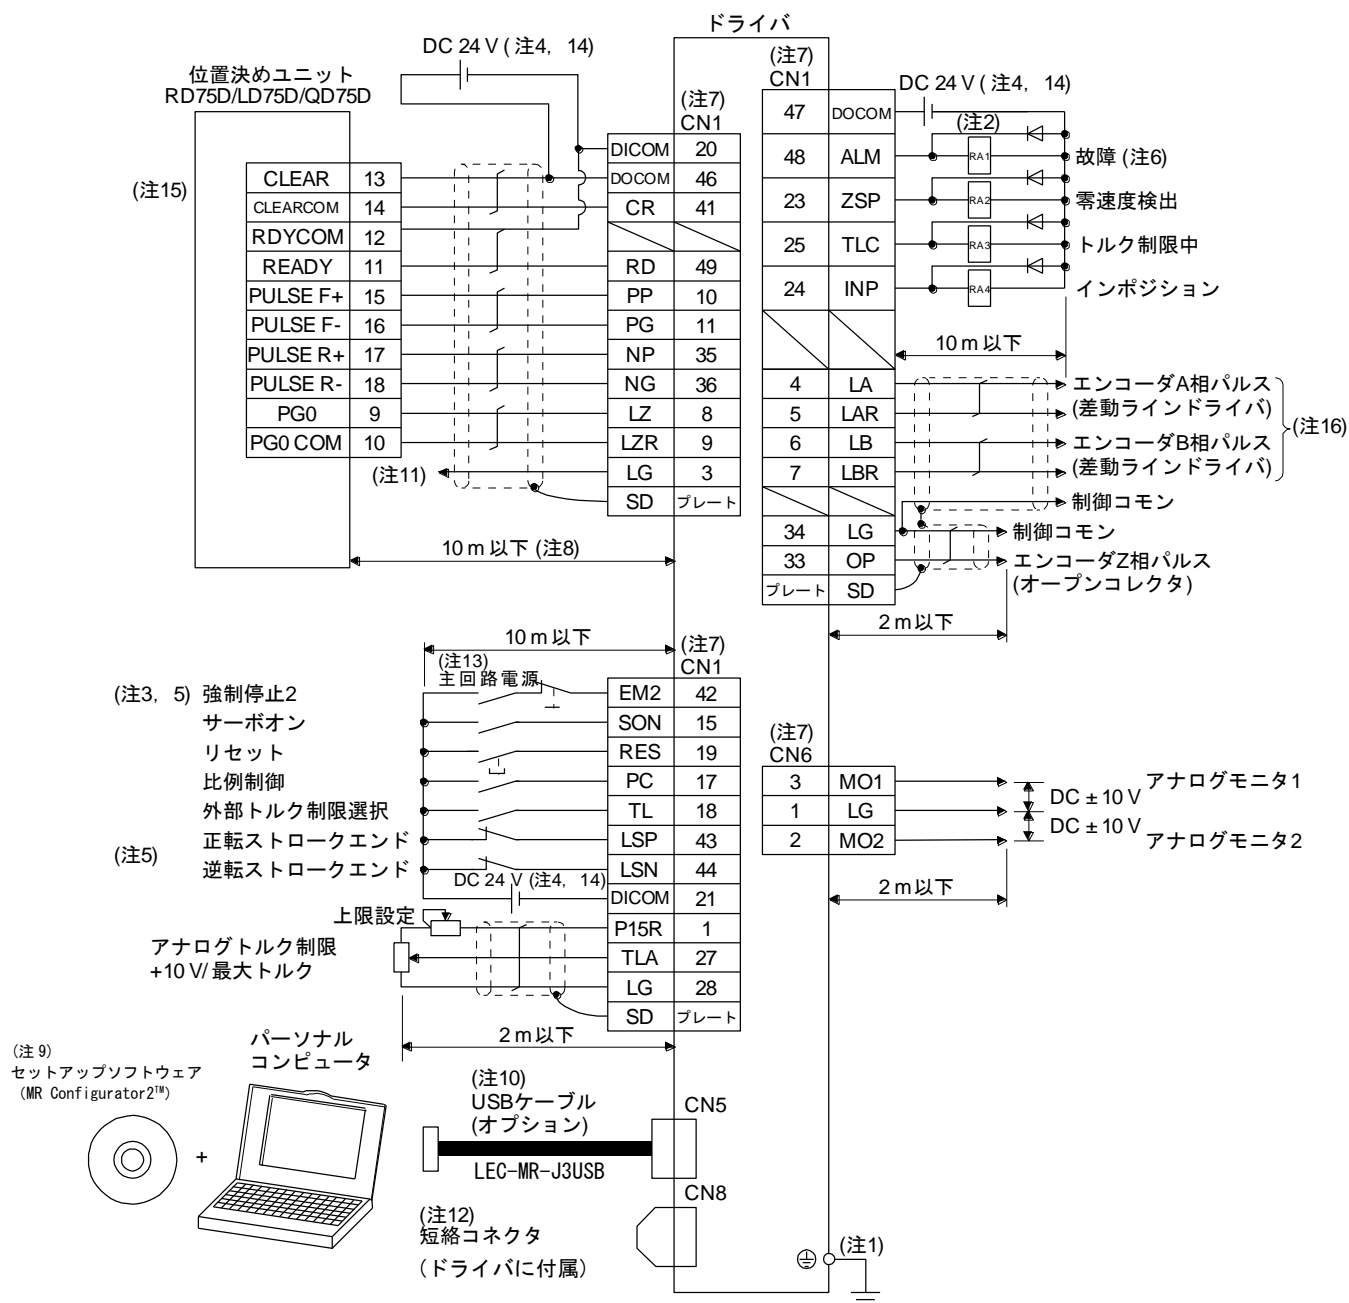 ドライバ
DC 24 V ( 注4, 14)
位置決めユニット
RD75D/LD75D/QD75D
(注7)
CN1
(注15)
CLEAR 13
CLEARCOM 14
RDYCOM 12
READY 11
PULSE F+ 15
PULSE F- 16
PULSE R+ 17
PULSE R- 18
PG0 9
PG0 COM 10
DICOM 20
DOCOM 46
CR 41
RD 49
PP 10
PG 11
NP 35
NG 36
LZ 8
LZR 9
LG 3
SD プレート
(注11)
10 m 以下 (注8)
(注7)
CN1
DC 24 V ( 注4, 14)
(注2)
47 DOCOM
48 ALM RA1 故障 (注6)
23 ZSP RA2 零速度検出
25 TLC RA3 トルク制限中
24 INP RA4 インポジション
10 m 以下
4 LA エンコーダA相パルス
5 LAR (差動ラインドライバ)
6 LB エンコーダB相パルス
7 LBR (差動ラインドライバ)
(注16)
制御コモン
34 LG 制御コモン
33 OP エンコーダZ相パルス
(オープンコレクタ)
プレート SD
2 m 以下
10 m 以下
(注7)
CN1
(注13)
主回路電源
(注3, 5) 強制停止2 EM2 42
サーボオン SON 15
リセット RES 19
比例制御 PC 17
外部トルク制限選択 TL 18
正転ストロークエンド LSP 43
(注5)
逆転ストロークエンド LSN 44
DC 24 V (注4, 14)
DICOM 21
上限設定 P15R 1
アナログトルク制限
+10 V/ 最大トルク
TLA 27
LG 28
SD プレート
2 m 以下
(注7)
CN6
3 MO1 アナログモニタ1
DC ± 10 V
1 LG
DC ± 10 V
2 MO2 アナログモニタ2
2 m 以下
(注 9)
セットアップソフトウェア
(MR Configurator2™)
+
パーソナル
コンピュータ
(注10)
USBケーブル
(オプション)
LEC-MR-J3USB
CN5
CN8
(注12)
短絡コネクタ
(ドライバに付属)
(注1)